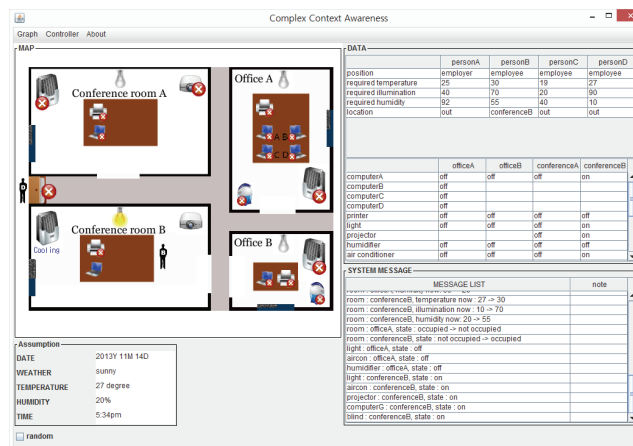 Complex Context Awareness
Graph Controller About
MAP
Conference room A
Office A
A B
C D
D
Cooling
Conference room B
B
Office B
Assumption
DATE 2013Y 11M 14D
WEATHER sunny
TEMPERATURE 27 degree
HUMIDITY 20%
TIME 5:34pm
random
DATA
personA personB personC personD
position employer employee employee employee
required temperature 25 30 19 27
required illumination 40 70 20 90
required humidity 92 55 40 10
location out conferenceB out out
officeA officeB conferenceA conferenceB
computerA off off off on
computerB off
computerC off
computerD off
printer off off off off
light off off off on
projector off on
humidifier off off off off
air conditioner off off off on
SYSTEM MESSAGE
MESSAGE LIST note
room : conferenceB, temperature now : 27 -> 30
room : conferenceB, illumination now : 10 -> 70
room : conferenceB, humidity now: 20 -> 55
room : officeA, state : occupied -> not occupied
room : conferenceB, state : not occupied -> occupied
light : officeA, state : off
aircon : officeA, state : off
humidifier : officeA, state : off
light : conferenceB, state : on
aircon : conferenceB, state : on
projector : conferenceB, state : on
computerG : conferenceB, state : on
blind : conferenceB, state : on